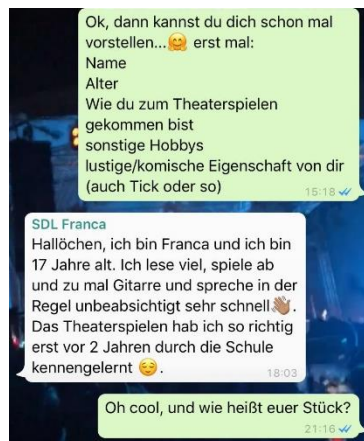 Ok, dann kannst du dich schon mal
vorstellen...🤗 erst mal:
Name
Alter
Wie du zum Theaterspielen
gekommen bist
sonstige Hobbys
lustige/komische Eigenschaft von dir
(auch Tick oder so)
15:18
SDL Franca
Hallöchen, ich bin Franca und ich bin
17 Jahre alt. Ich lese viel, spiele ab
und zu mal Gitarre und spreche in der
Regel unbeabsichtigt sehr schnell👋🏽.
Das Theaterspielen hab ich so richtig
erst vor 2 Jahren durch die Schule
kennengelernt 😌.
18:03
Oh cool, und wie heißt euer Stück?
21:16